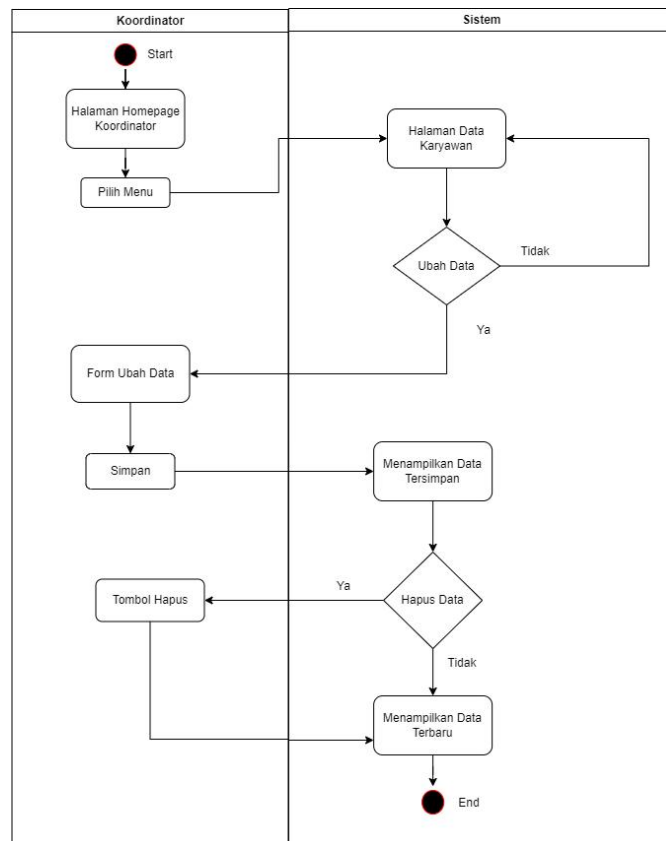 Koordinator
Sistem
Start
Halaman Homepage
Koordinator
Halaman Data
Karyawan
Pilih Menu
Tidak
Ubah Data
Ya
Form Ubah Data
Simpan
Menampilkan Data
Tersimpan
Ya
Tombol Hapus
Hapus Data
Tidak
Menampilkan Data
Terbaru
End